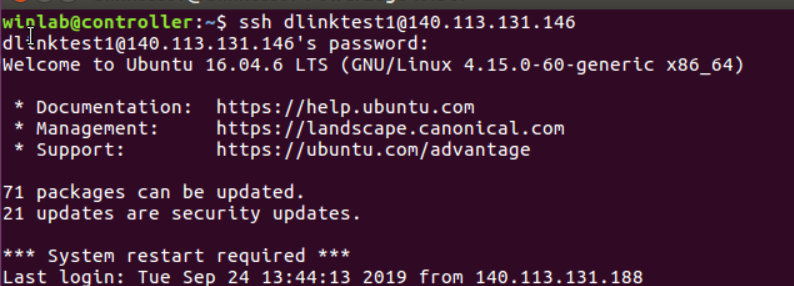 winlab@controller:~$ ssh dlinktest1@140.113.131.146
dlinktest1@140.113.131.146's password:
Welcome to Ubuntu 16.04.6 LTS (GNU/Linux 4.15.0-60-generic x86_64)
* Documentation:  https://help.ubuntu.com
* Management:     https://landscape.canonical.com
* Support:        https://ubuntu.com/advantage
71 packages can be updated.
21 updates are security updates.
*** System restart required ***
Last login: Tue Sep 24 13:44:13 2019 from 140.113.131.188